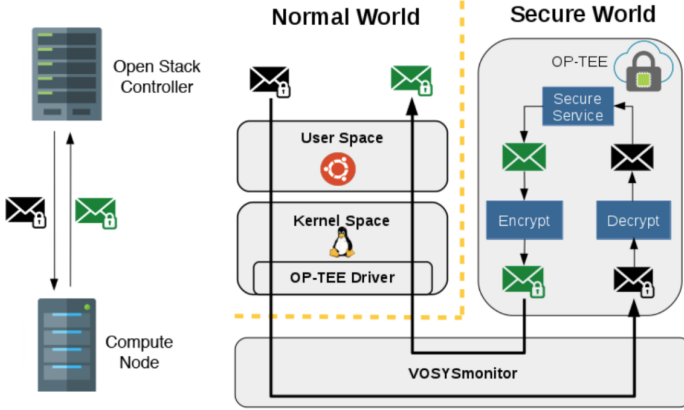 Normal World
Secure World
Open Stack
Controller
OP-TEE
Secure
Service
User Space
Kernel Space
OP-TEE Driver
Encrypt
Decrypt
Compute
Node
VOSYSmonitor